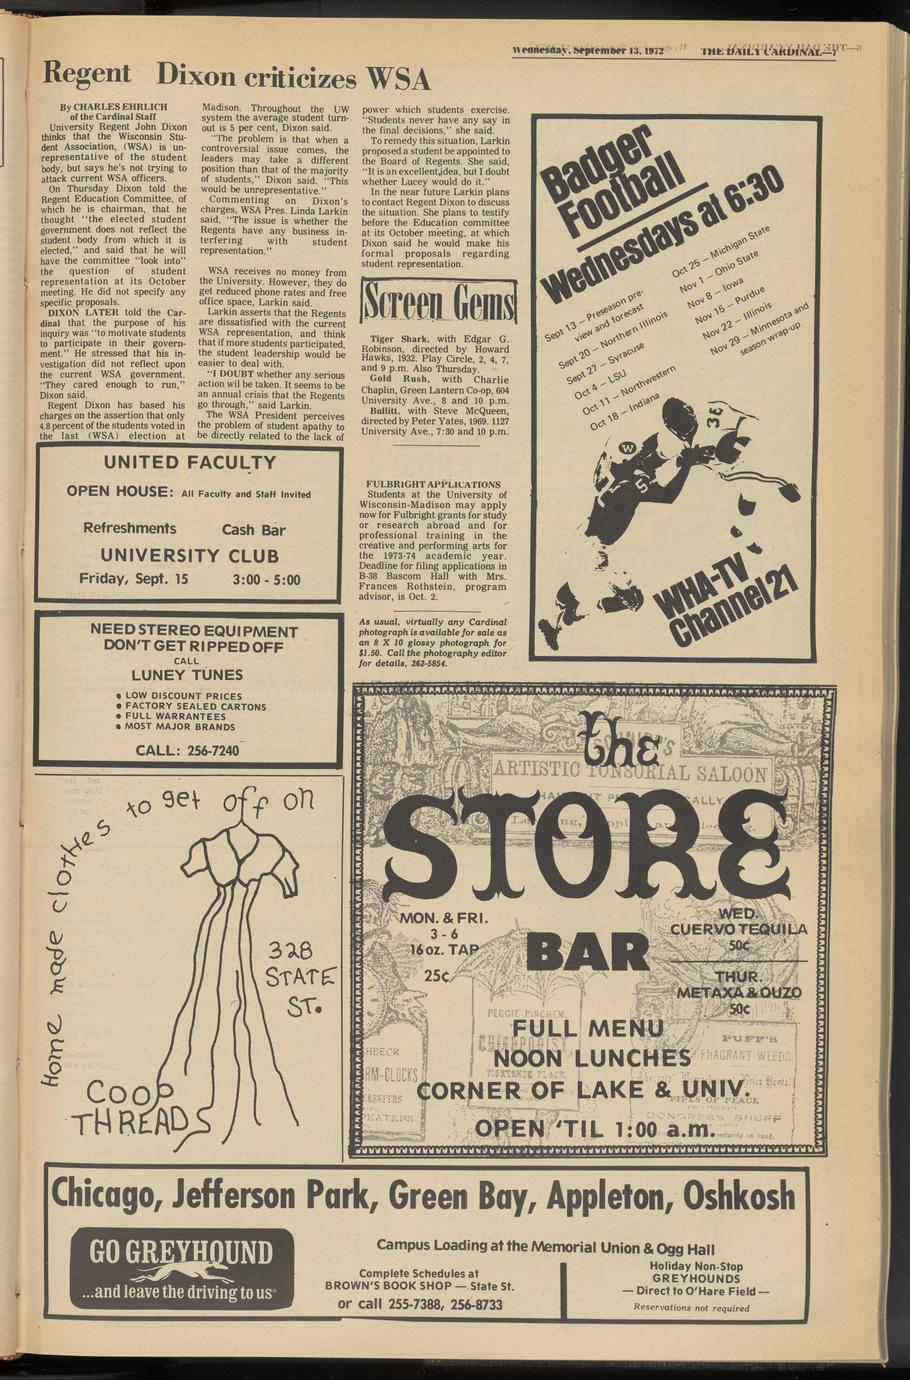 Wednesday, September 13, 1972 THE DAILY CARDINAL—7
Regent Dixon criticizes WSA
By CHARLES EHRLICH
of the Cardinal Staff
University Regent John Dixon
thinks that the Wisconsin Stu-
dent Association, (WSA) is un-
representative of the student
body, but says he's not trying to
attack current WSA officers.
On Thursday Dixon told the
Regent Education Committee, of
which he is chairman, that he
thought "the elected student
government does not reflect the
student body from which it is
elected," and said that he will
have the committee "look into"
the question of student
representation at its October
meeting. He did not specify any
specific proposals.
DIXON LATER told the Car-
dinal that the purpose of his
inquiry was "to motivate students
to participate in their govern-
ment." He stressed that his in-
vestigation did not reflect upon
the current WSA government.
"They cared enough to run,"
Dixon said.
Regent Dixon has based his
charges on the assertion that only
4.8 percent of the students voted in
the last (WSA) election at
Madison. Throughout the UW
system the average student turn-
out is 5 per cent, Dixon said.
"The problem is that when a
controversial issue comes, the
leaders may take a different
position than that of the majority
of students," Dixon said. "This
would be unrepresentative."
Commenting on Dixon's
charges, WSA Pres. Linda Larkin
said, "The issue is whether the
Regents have any business in-
terfering with student
representation."
WSA receives no money from
the University. However, they do
get reduced phone rates and free
office space, Larkin said.
Larkin asserts that the Regents
are dissatisfied with the current
WSA representation, and think
that if more students participated,
the student leadership would be
easier to deal with.
"I DOUBT whether any serious
action wil be taken. It seems to be
an annual crisis that the Regents
go through," said Larkin.
The WSA President perceives
the problem of student apathy to
be directly related to the lack of
power which students exercise.
"Students never have any say in
the final decisions," she said.
To remedy this situation, Larkin
proposed a student be appointed to
the Board of Regents. She said,
"It is an excellent idea, but I doubt
whether Lucey would do it."
In the near future Larkin plans
to contact Regent Dixon to discuss
the situation. She plans to testify
before the Education committee
at its October meeting, at which
Dixon said he would make his
formal proposals regarding
student representation.
Screen Gems
Tiger Shark, with Edgar G.
Robinson, directed by Howard
Hawks, 1932. Play Circle, 2, 4, 7,
and 9 p.m. Also Thursday.
Gold Rush, with Charlie
Chaplin, Green Lantern Co-op, 604
University Ave., 8 and 10 p.m.
Bullitt, with Steve McQueen,
directed by Peter Yates, 1969. 1127
University Ave., 7:30 and 10 p.m.
FULBRIGHT APPLICATIONS
Students at the University of
Wisconsin-Madison may apply
now for Fulbright grants for study
or research abroad and for
professional training in the
creative and performing arts for
the 1973-74 academic year.
Deadline for filing applications in
B-38 Bascom Hall with Mrs.
Frances Rothstein, program
advisor, is Oct. 2.
As usual, virtually any Cardinal
photograph is available for sale as
an 8 X 10 glossy photograph for
$1.50. Call the photography editor
for details, 262-5854.
Badger
Football
Wednesdays at 6:30
Sept 13 – Preseason pre-
view and forecast
Sept 20 – Northern Illinois
Sept 27 – Syracuse
Oct 4 – LSU
Oct 11 – Northwestern
Oct 18 – Indiana
Oct 25 – Michigan State
Nov 1 – Ohio State
Nov 8 – Iowa
Nov 15 – Purdue
Nov 22 – Illinois
Nov 29 – Minnesota and
season wrap-up
36
W
5
WHA-TV
Channel 21
UNITED FACULTY
OPEN HOUSE: All Faculty and Staff Invited
Refreshments Cash Bar
UNIVERSITY CLUB
Friday, Sept. 15 3:00 - 5:00
NEED STEREO EQUIPMENT
DON'T GET RIPPED OFF
CALL
LUNEY TUNES
• LOW DISCOUNT PRICES
• FACTORY SEALED CARTONS
• FULL WARRANTEES
• MOST MAJOR BRANDS
CALL: 256-7240
Home made clothes to get off on
328
STATE
ST.
COOP
THREADS
the
ARTISTIC TONSORIAL SALOON
STORE
BAR
MON. & FRI.
3 - 6
16 oz. TAP
25¢
WED.
CUERVO TEQUILA
50¢
THUR.
METAXA & OUZO
50¢
PEGGIE PINCHEM,
PUFF'S
FRAGRANT WEEDS.
PIPES OF PEACE
CONGRESS SNUFF
FULL MENU
NOON LUNCHES
CORNER OF LAKE & UNIV.
OPEN 'TIL 1:00 a.m.
Chicago, Jefferson Park, Green Bay, Appleton, Oshkosh
GO GREYHOUND
...and leave the driving to us
Campus Loading at the Memorial Union & Ogg Hall
Complete Schedules at
BROWN'S BOOK SHOP — State St.
or call 255-7388, 256-8733
Holiday Non-Stop
GREYHOUNDS
— Direct to O'Hare Field —
Reservations not required